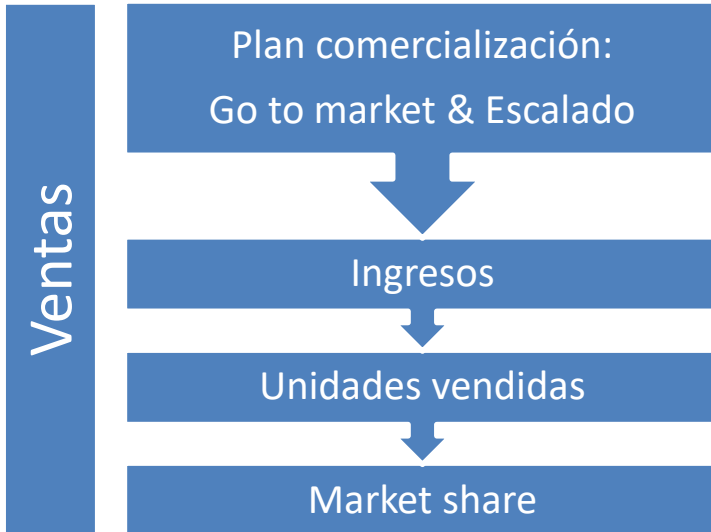 Ventas
Plan comercialización:
Go to market & Escalado
Ingresos
Unidades vendidas
Market share